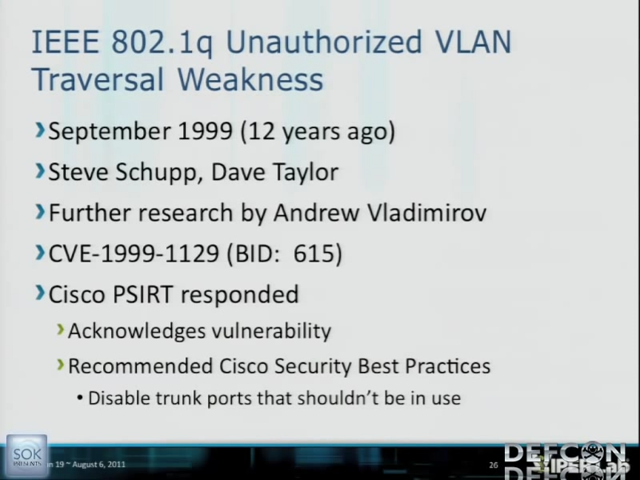 IEEE 802.1q Unauthorized VLAN
Traversal Weakness
September 1999 (12 years ago)
Steve Schupp, Dave Taylor
Further research by Andrew Vladimirov
CVE-1999-1129 (BID: 615)
Cisco PSIRT responded
Acknowledges vulnerability
Recommended Cisco Security Best Practices
• Disable trunk ports that shouldn't be in use
SOK
PRESENTS
19 ~ August 6, 2011
26
DEFCON